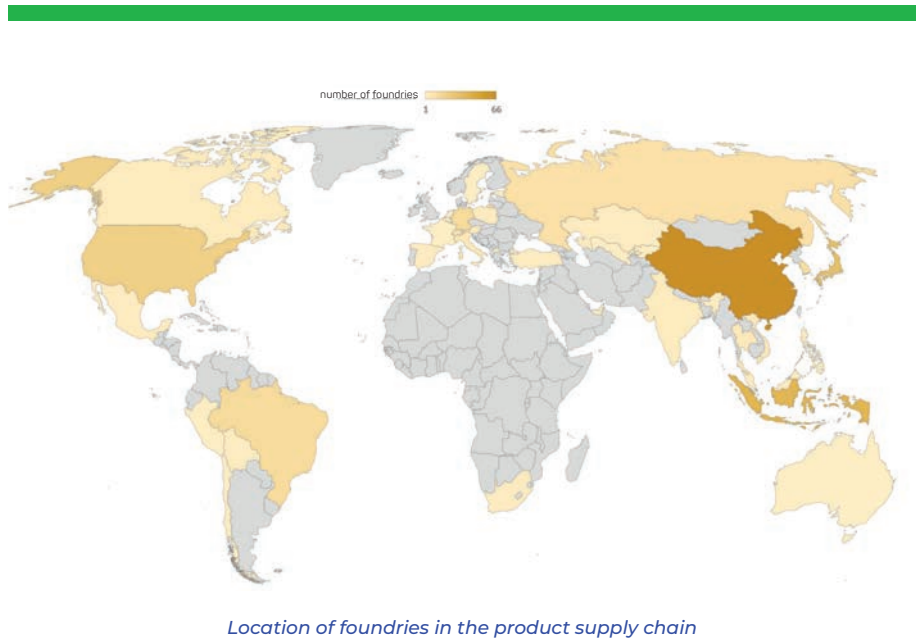 number of foundries
1 66
Location of foundries in the product supply chain